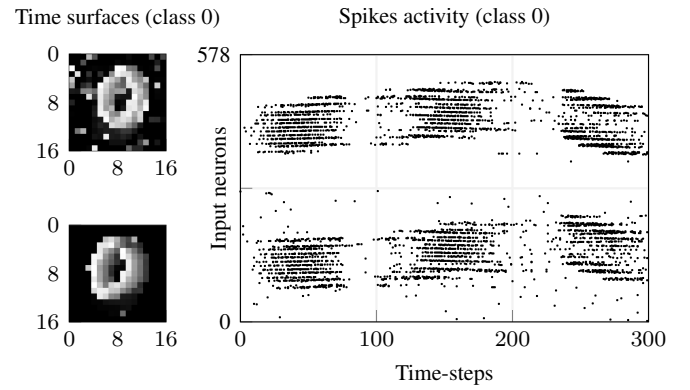 Time surfaces (class 0)
Spikes activity (class 0)
0
8
16
0 8 16
0
8
16
0 8 16
578
Input neurons
0
0 100 200 300
Time-steps